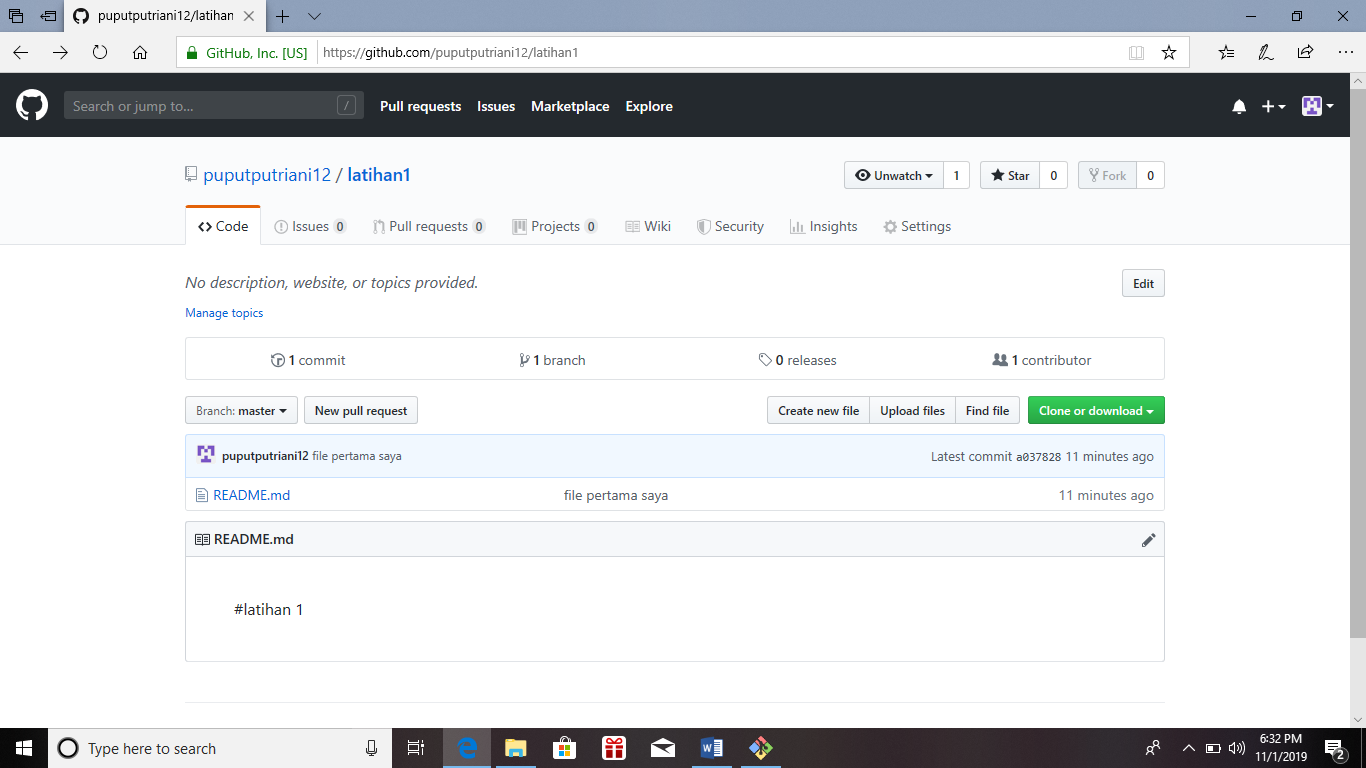 puputputriani12/latihan
GitHub, Inc. [US] https://github.com/puputputriani12/latihan1
Search or jump to... / Pull requests Issues Marketplace Explore
puputputriani12 / latihan1 Unwatch 1 Star 0 Fork 0
Code Issues 0 Pull requests 0 Projects 0 Wiki Security Insights Settings
No description, website, or topics provided. Edit
Manage topics
1 commit 1 branch 0 releases 1 contributor
Branch: master New pull request Create new file Upload files Find file Clone or download
puputputriani12 file pertama saya Latest commit a037828 11 minutes ago
README.md file pertama saya 11 minutes ago
README.md
#latihan 1
Type here to search 6:32 PM
11/1/2019 2